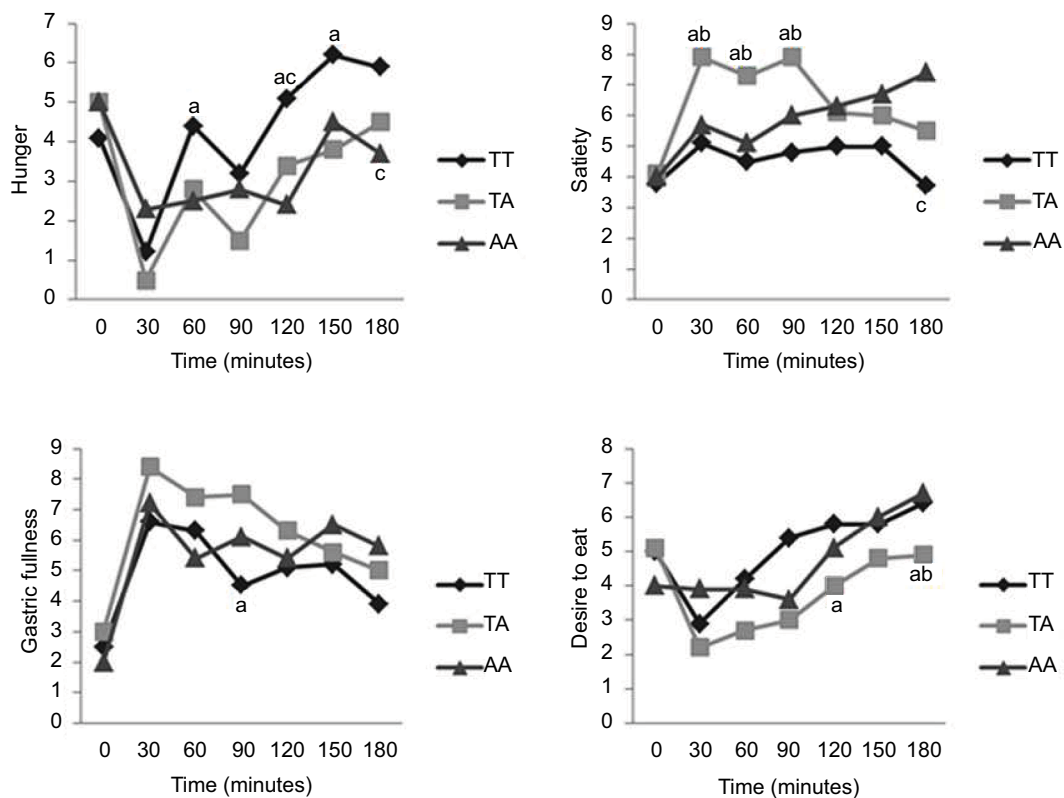 Hunger
7
6
5
4
3
2
1
0
a
a
ac
a
c
0 30 60 90 120 150 180
Time (minutes)
TT
TA
AA
Satiety
9
8
7
6
5
4
3
2
1
0
ab
ab
ab
c
0 30 60 90 120 150 180
Time (minutes)
TT
TA
AA
Gastric fullness
9
8
7
6
5
4
3
2
1
0
a
0 30 60 90 120 150 180
Time (minutes)
TT
TA
AA
Desire to eat
8
7
6
5
4
3
2
1
0
a
ab
0 30 60 90 120 150 180
Time (minutes)
TT
TA
AA